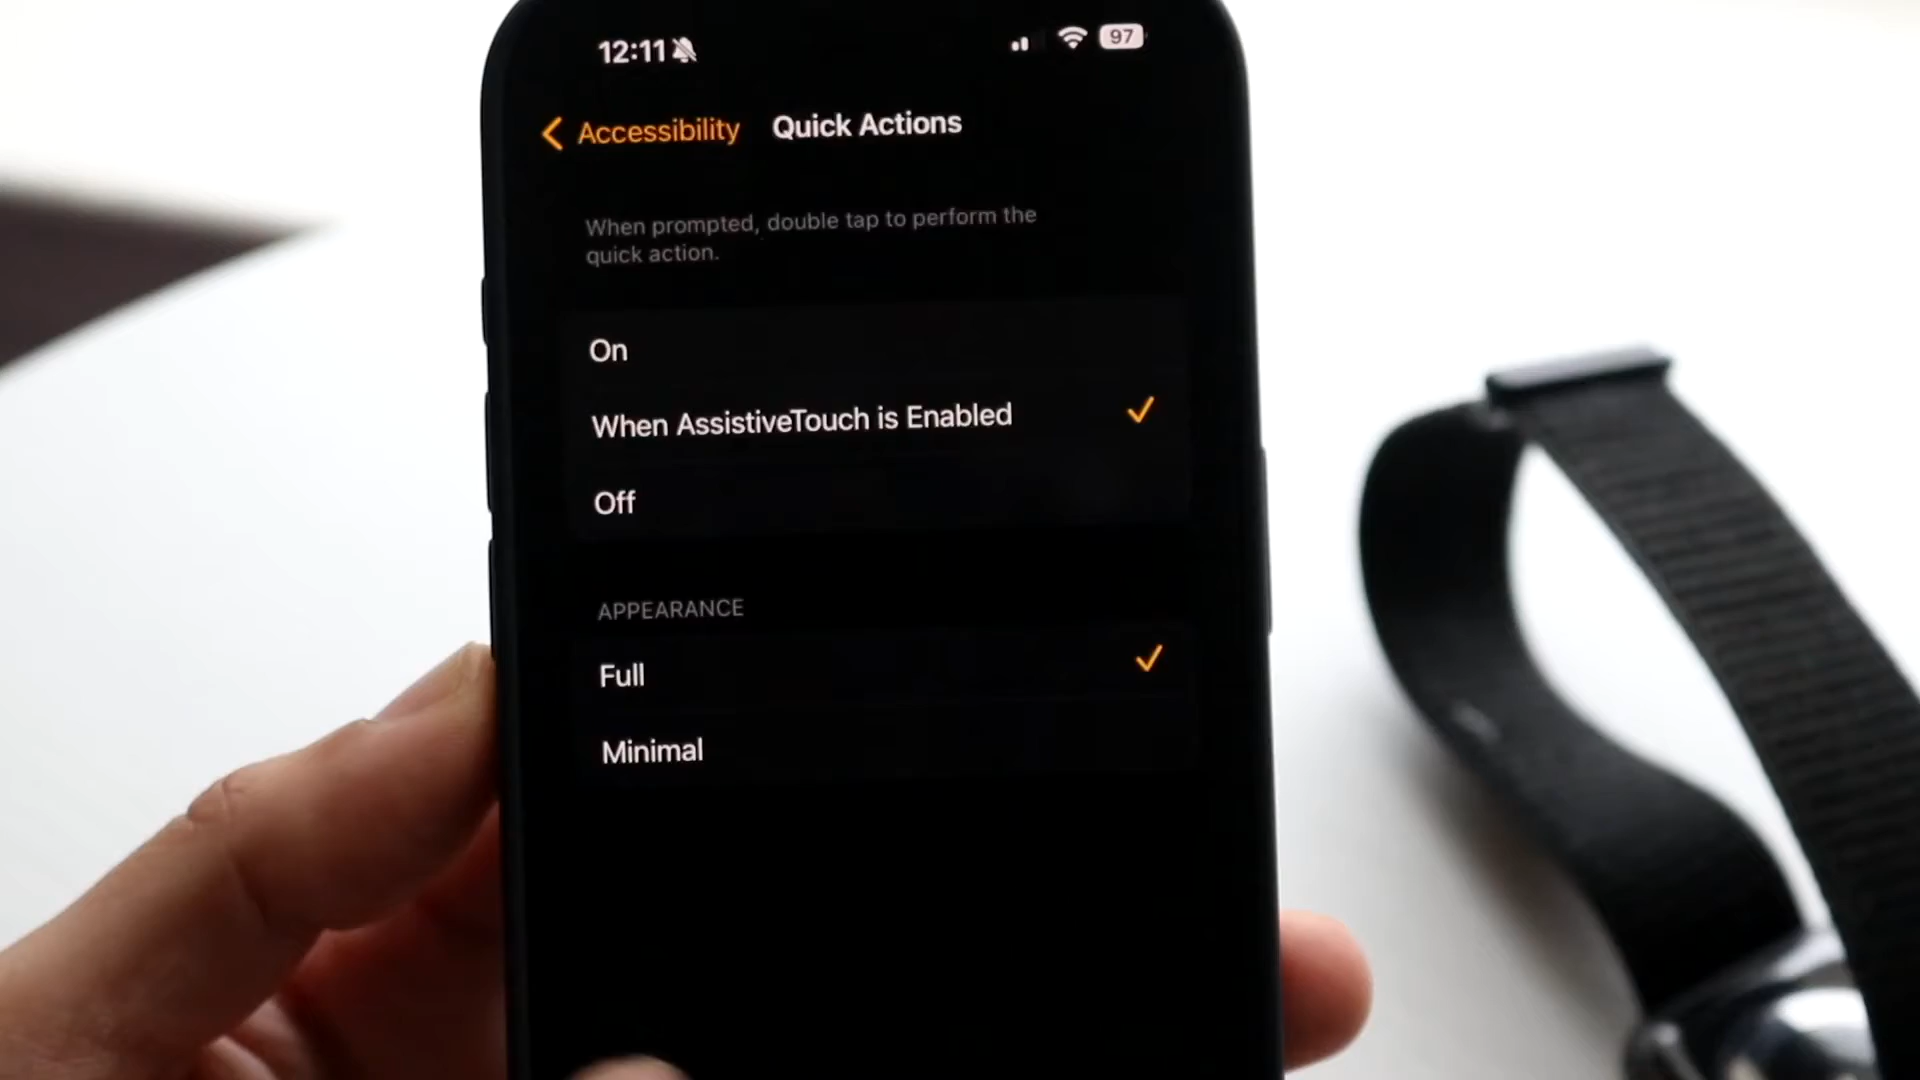 12:11
97
Accessibility
Quick Actions
When prompted, double tap to perform the
quick action.
On
When AssistiveTouch is Enabled
Off
APPEARANCE
Full
Minimal